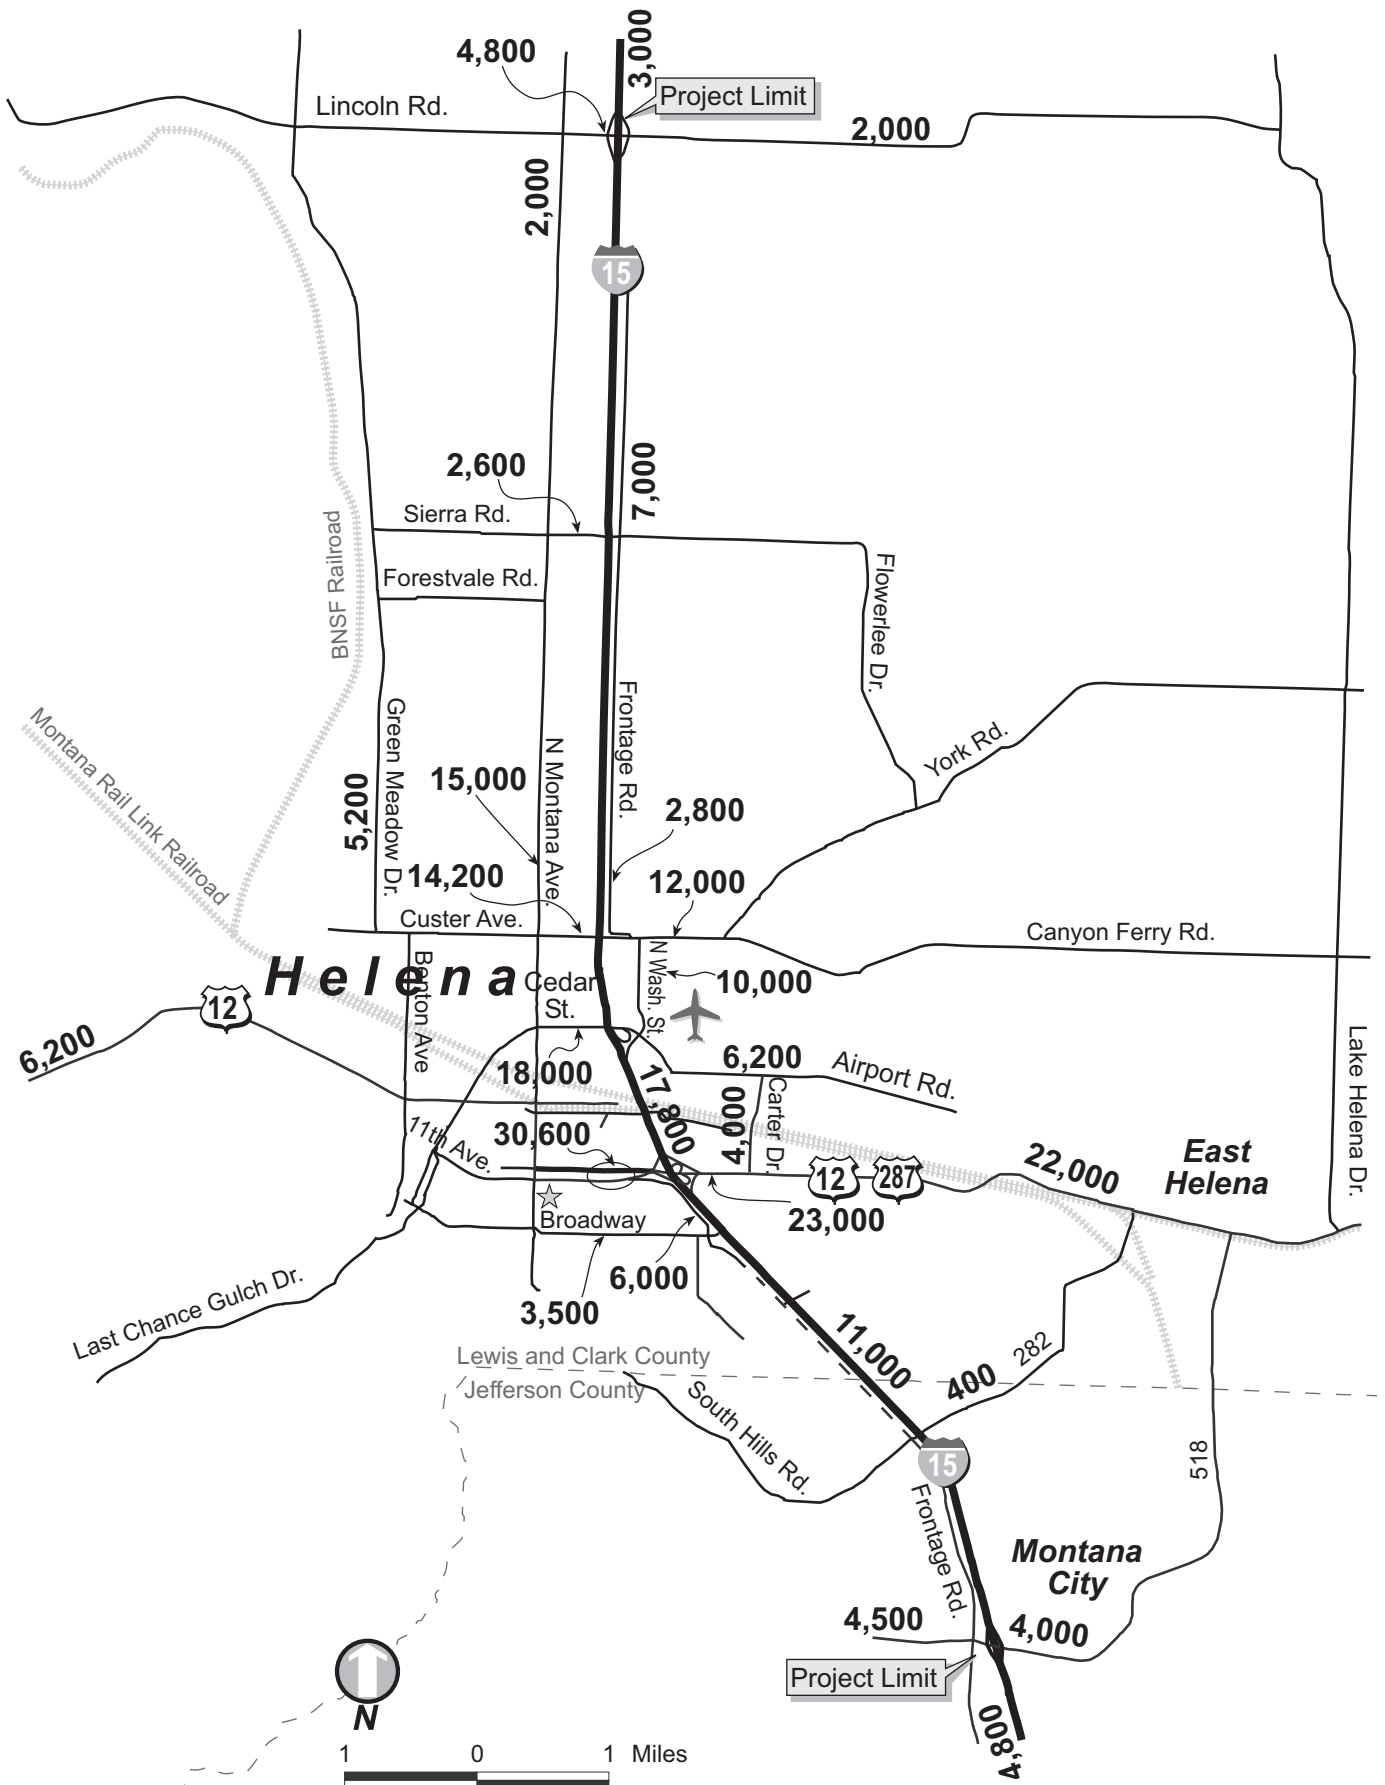 3,000
4,800
Project Limit
Lincoln Rd.
2,000
2,000
15
2,600
7,000
Sierra Rd.
BNSF Railroad
Forestvale Rd.
Flowerlee Dr.
Frontage Rd.
Green Meadow Dr.
Montana Rail Link Railroad
York Rd.
N Montana Ave.
15,000
5,200
2,800
14,200
12,000
Custer Ave.
Canyon Ferry Rd.
N Wash. St.
Helena
Benton Ave
Cedar
St.
10,000
12
6,200
Lake Helena Dr.
18,000
17,800
6,200
Airport Rd.
4,000
Carter Dr.
11th Ave.
30,600
22,000
East
Helena
12
287
23,000
Broadway
6,000
3,500
Last Chance Gulch Dr.
11,000
282
400
Lewis and Clark County
Jefferson County
South Hills Rd.
15
518
Frontage Rd.
Montana
City
4,500
4,000
Project Limit
N
4,800
1 0 1 Miles